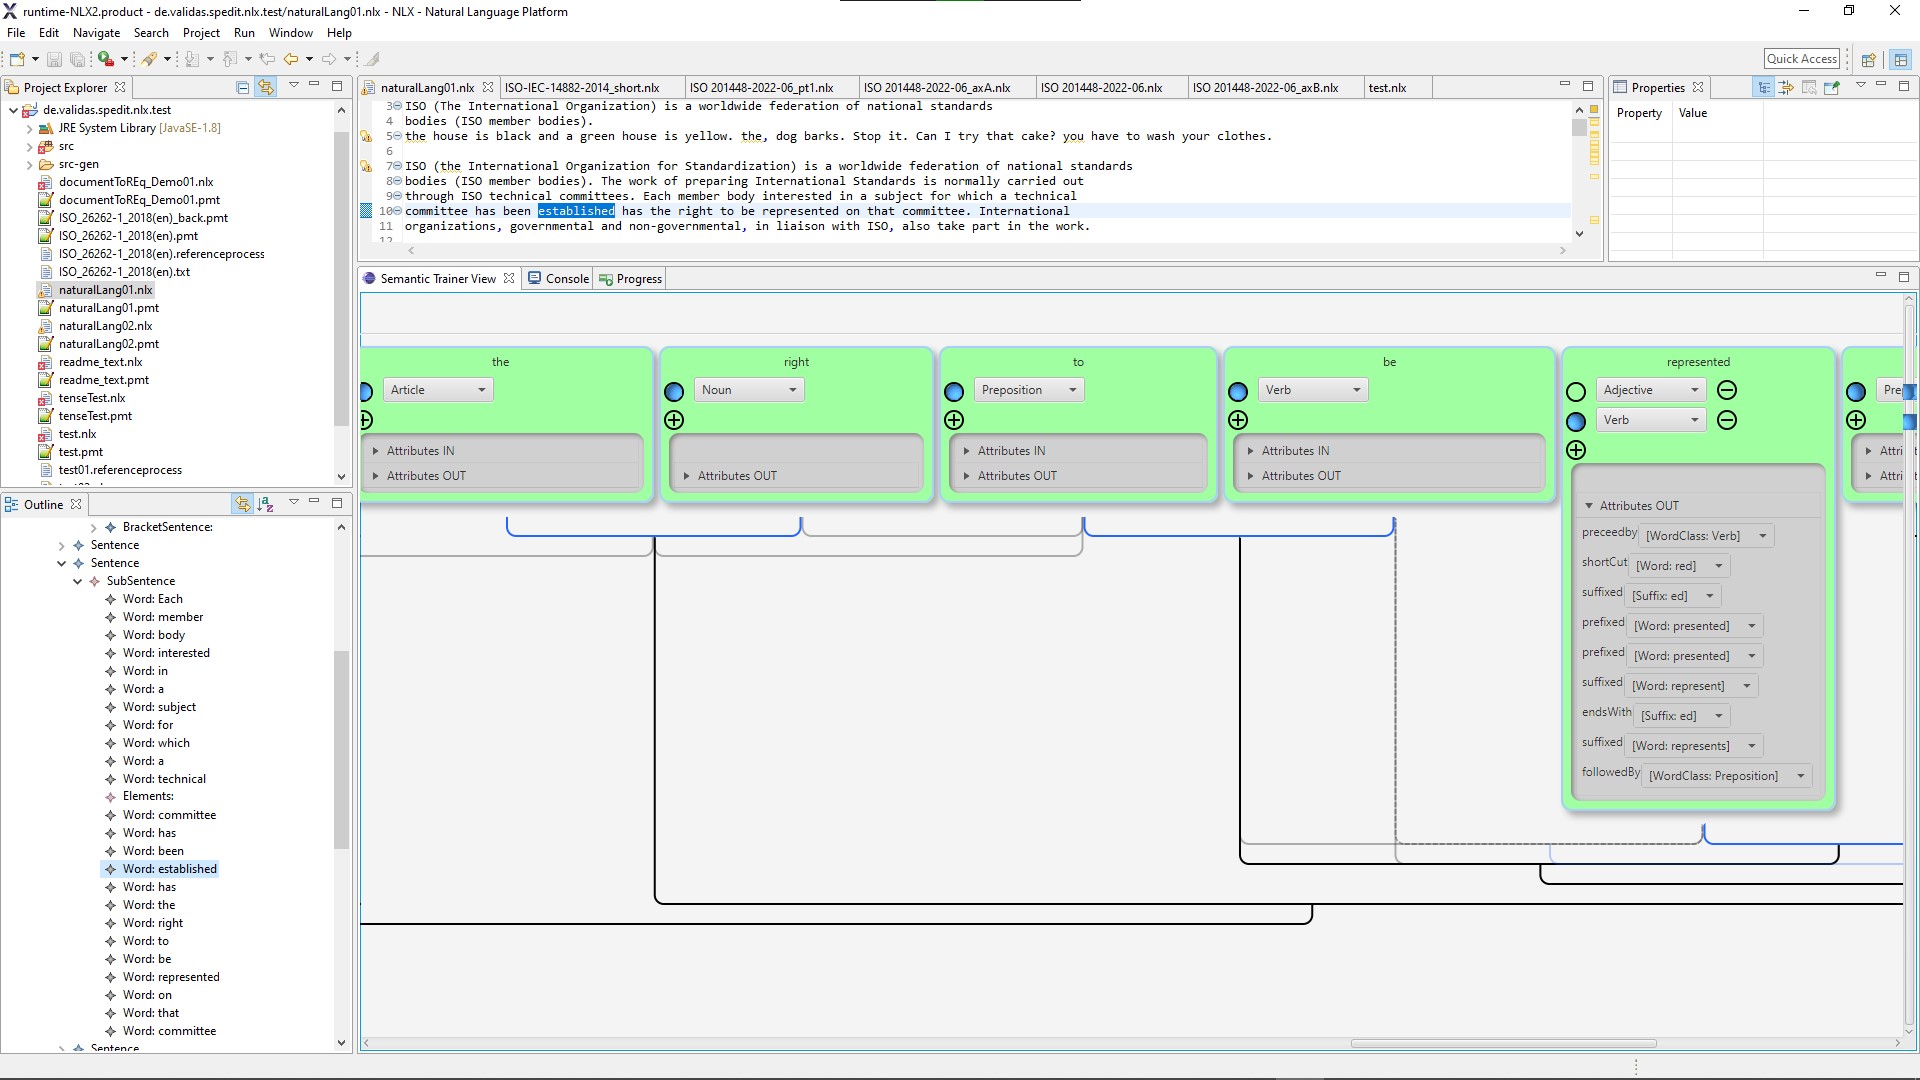 runtime-NLX2.product - de.validas.spedit.nlx.test/naturalLang01.nlx - NLX - Natural Language Platform
File Edit Navigate Search Project Run Window Help
Quick Access
Project Explorer
de.validas.spedit.nlx.test
JRE System Library [JavaSE-1.8]
src
src-gen
documentToREq_Demo01.nlx
documentToREq_Demo01.pmt
ISO_26262-1_2018(en)_back.pmt
ISO_26262-1_2018(en).pmt
ISO_26262-1_2018(en).referenceprocess
ISO_26262-1_2018(en).txt
naturalLang01.nlx
naturalLang01.pmt
naturalLang02.nlx
naturalLang02.pmt
readme_text.nlx
readme_text.pmt
tenseTest.nlx
tenseTest.pmt
test.nlx
test.pmt
test01.referenceprocess
Outline
BracketSentence:
Sentence
Sentence
SubSentence
Word: Each
Word: member
Word: body
Word: interested
Word: in
Word: a
Word: subject
Word: for
Word: which
Word: a
Word: technical
Elements:
Word: committee
Word: has
Word: been
Word: established
Word: has
Word: the
Word: right
Word: to
Word: be
Word: represented
Word: on
Word: that
Word: committee
Sentence
naturalLang01.nlx ISO-IEC-14882-2014_short.nlx ISO 201448-2022-06_pt1.nlx ISO 201448-2022-06_axA.nlx ISO 201448-2022-06.nlx ISO 201448-2022-06_axB.nlx test.nlx
3 ISO (The International Organization) is a worldwide federation of national standards
4 bodies (ISO member bodies).
5 the house is black and a green house is yellow. the, dog barks. Stop it. Can I try that cake? you have to wash your clothes.
6
7 ISO (the International Organization for Standardization) is a worldwide federation of national standards
8 bodies (ISO member bodies). The work of preparing International Standards is normally carried out
9 through ISO technical committees. Each member body interested in a subject for which a technical
10 committee has been established has the right to be represented on that committee. International
11 organizations, governmental and non-governmental, in liaison with ISO, also take part in the work.
12
Properties
Property Value
Semantic Trainer View Console Progress
the
Article
Attributes IN
Attributes OUT
right
Noun
Attributes OUT
to
Preposition
Attributes IN
Attributes OUT
be
Verb
Attributes IN
Attributes OUT
represented
Adjective
Verb
Attributes OUT
preceedby [WordClass: Verb]
shortCut [Word: red]
suffixed [Suffix: ed]
prefixed [Word: presented]
prefixed [Word: presented]
suffixed [Word: represent]
endsWith [Suffix: ed]
suffixed [Word: represents]
followedBy [WordClass: Preposition]
Pre
Attri
Attri